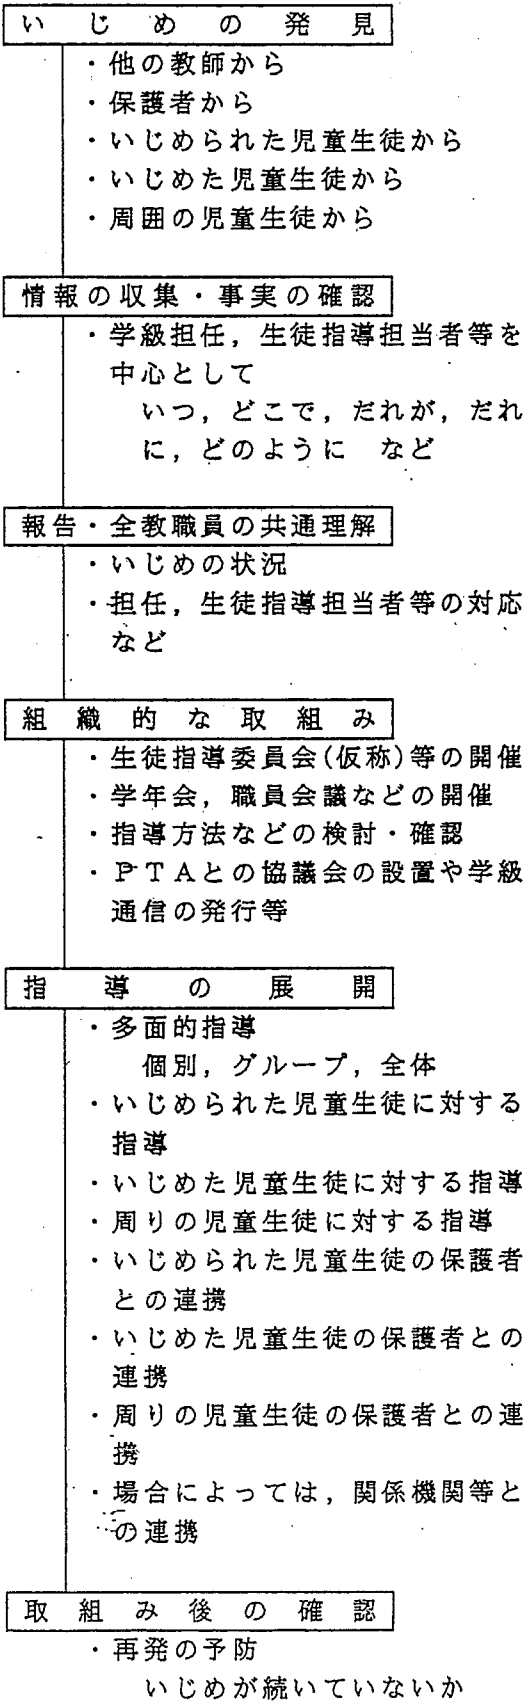 いじめの発見
・他の教師から
・保護者から
・いじめられた児童生徒から
・いじめた児童生徒から
・周囲の児童生徒から
情報の収集・事実の確認
・学級担任，生徒指導担当者等を
中心として
いつ，どこで，だれが，だれ
に，どのように　など
報告・全教職員の共通理解
・いじめの状況
・担任，生徒指導担当者等の対応
など
組織的な取組み
・生徒指導委員会(仮称)等の開催
・学年会，職員会議などの開催
・指導方法などの検討・確認
・PTAとの協議会の設置や学級
通信の発行等
指導の展開
・多面的指導
個別，グループ，全体
・いじめられた児童生徒に対する
指導
・いじめた児童生徒に対する指導
・周りの児童生徒に対する指導
・いじめられた児童生徒の保護者
との連携
・いじめた児童生徒の保護者との
連携
・周りの児童生徒の保護者との連
携
・場合によっては，関係機関等と
の連携
取組み後の確認
・再発の予防
いじめが続いていないか